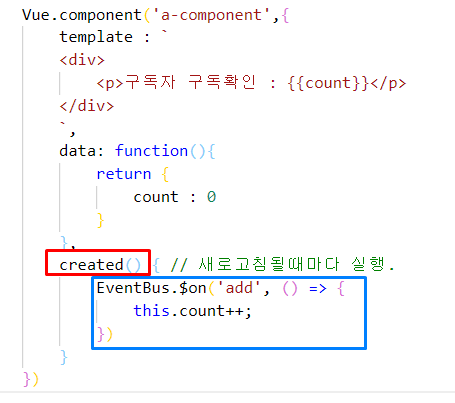 Vue.component('a-component',{
template : `
<div>
<p>구독자 구독확인 : {{count}}</p>
</div>
`,
data: function(){
return {
count : 0
}
},
created() { // 새로고침될때마다 실행.
EventBus.$on('add', () => {
this.count++;
})
}
})